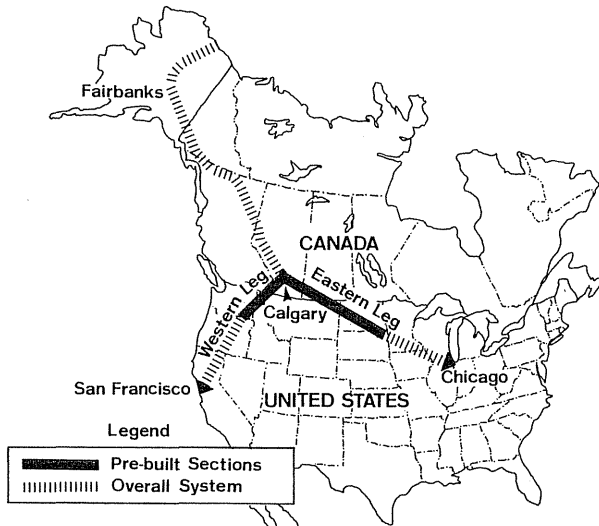 Fairbanks
CANADA
Western Leg
Eastern Leg
Calgary
San Francisco
Chicago
UNITED STATES
Legend
Pre-built Sections
Overall System